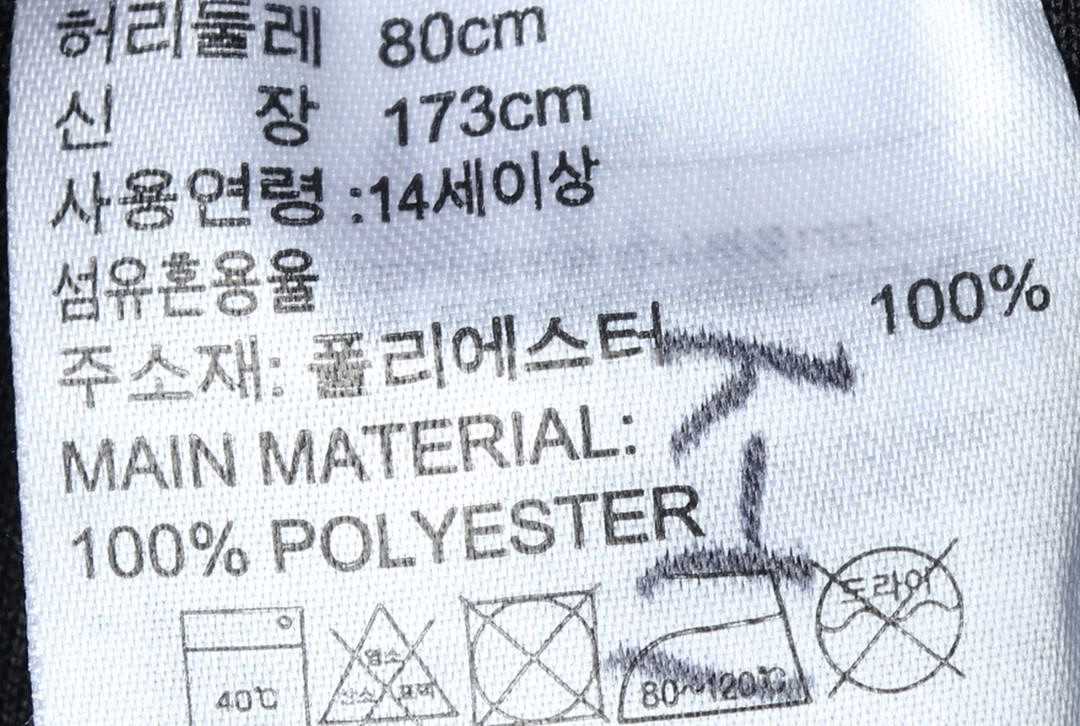 허리둘레 80cm
신 장 173cm
사용연령 :14세이상
섬유혼용율
주소재: 폴리에스터 100%
MAIN MATERIAL:
100% POLYESTER
40℃
염소
산소 표백
80~120℃
드라이